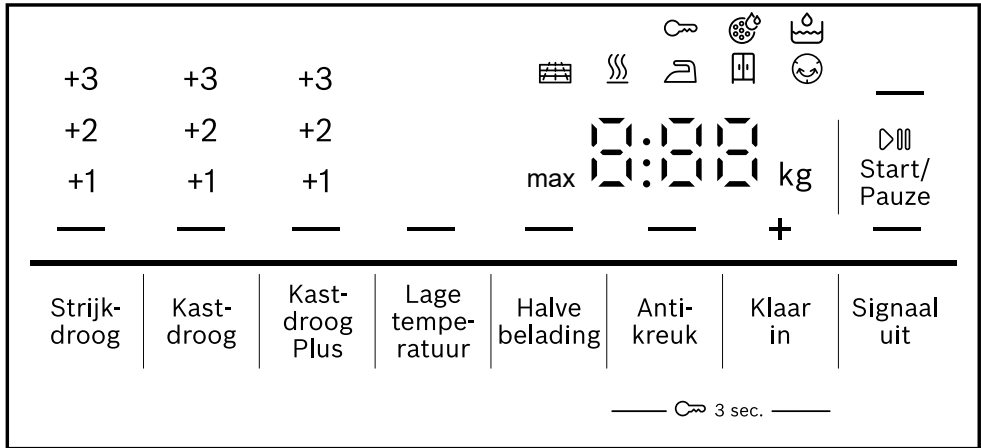 +3 +3 +3
+2 +2 +2
+1 +1 +1
max 8:88 kg
Start/
Pauze
Strijk-
droog
Kast-
droog
Kast-
droog
Plus
Lage
tempe-
ratuur
Halve
belading
Anti-
kreuk
Klaar
in
Signaal
uit
3 sec.